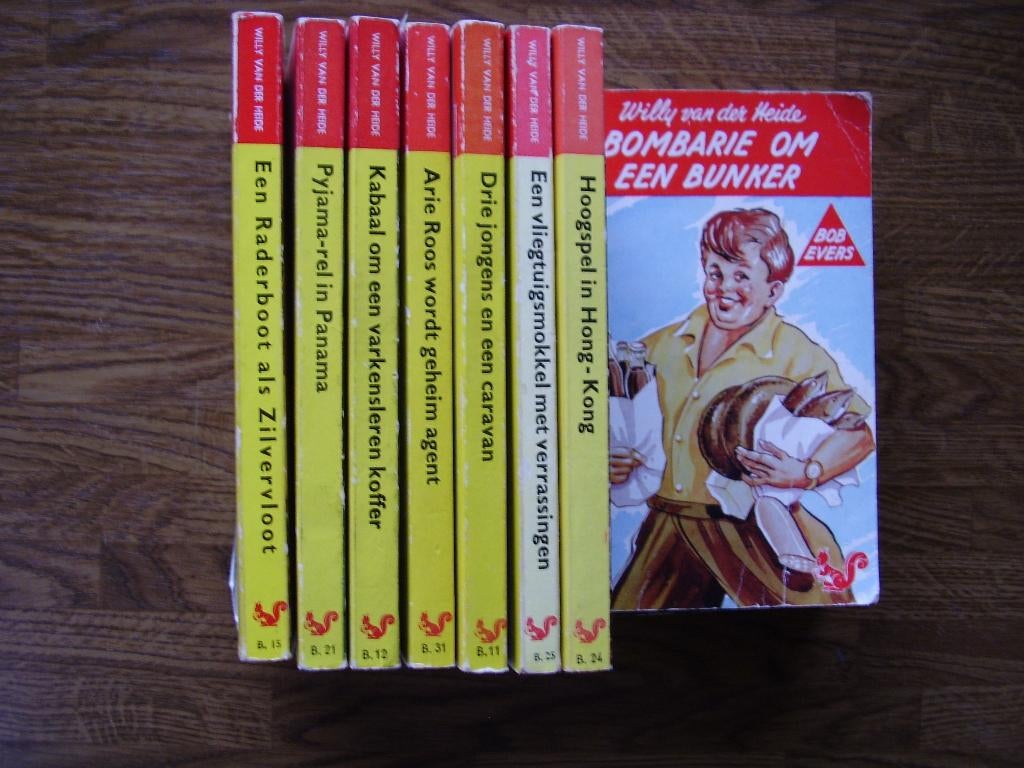 WILLY VAN DER HEIDE
Een Raderboot als Zilvervloot
B. 15
WILLY VAN DER HEIDE
Pyjama-rel in Panama
B. 21
WILLY VAN DER HEIDE
Kabaal om een varkensleren koffer
B. 12
WILLY VAN DER HEIDE
Arie Roos wordt geheim agent
B. 31
WILLY VAN DER HEIDE
Drie jongens en een caravan
B. 11
WILLY VAN DER HEIDE
Een vliegtuigsmokkel met verrassingen
B. 25
WILLY VAN DER HEIDE
Hoogspel in Hong-Kong
B. 24
Willy van der Heide
BOMBARIE OM
EEN BUNKER
BOB
EVERS